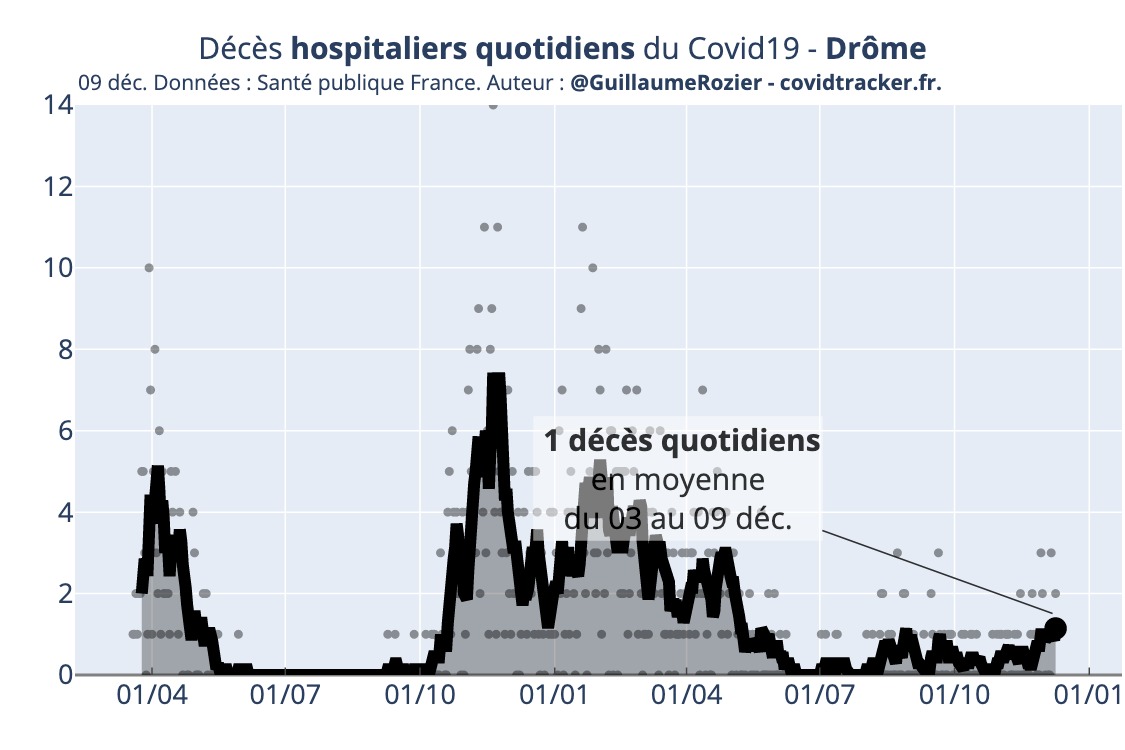 Décès hospitaliers quotidiens du Covid19 - Drôme
09 déc. Données : Santé publique France. Auteur : @GuillaumeRozier - covidtracker.fr.
14
12
10
8
6
4
2
0
1 décès quotidiens
en moyenne
du 03 au 09 déc.
01/04 01/07 01/10 01/01 01/04 01/07 01/10 01/01